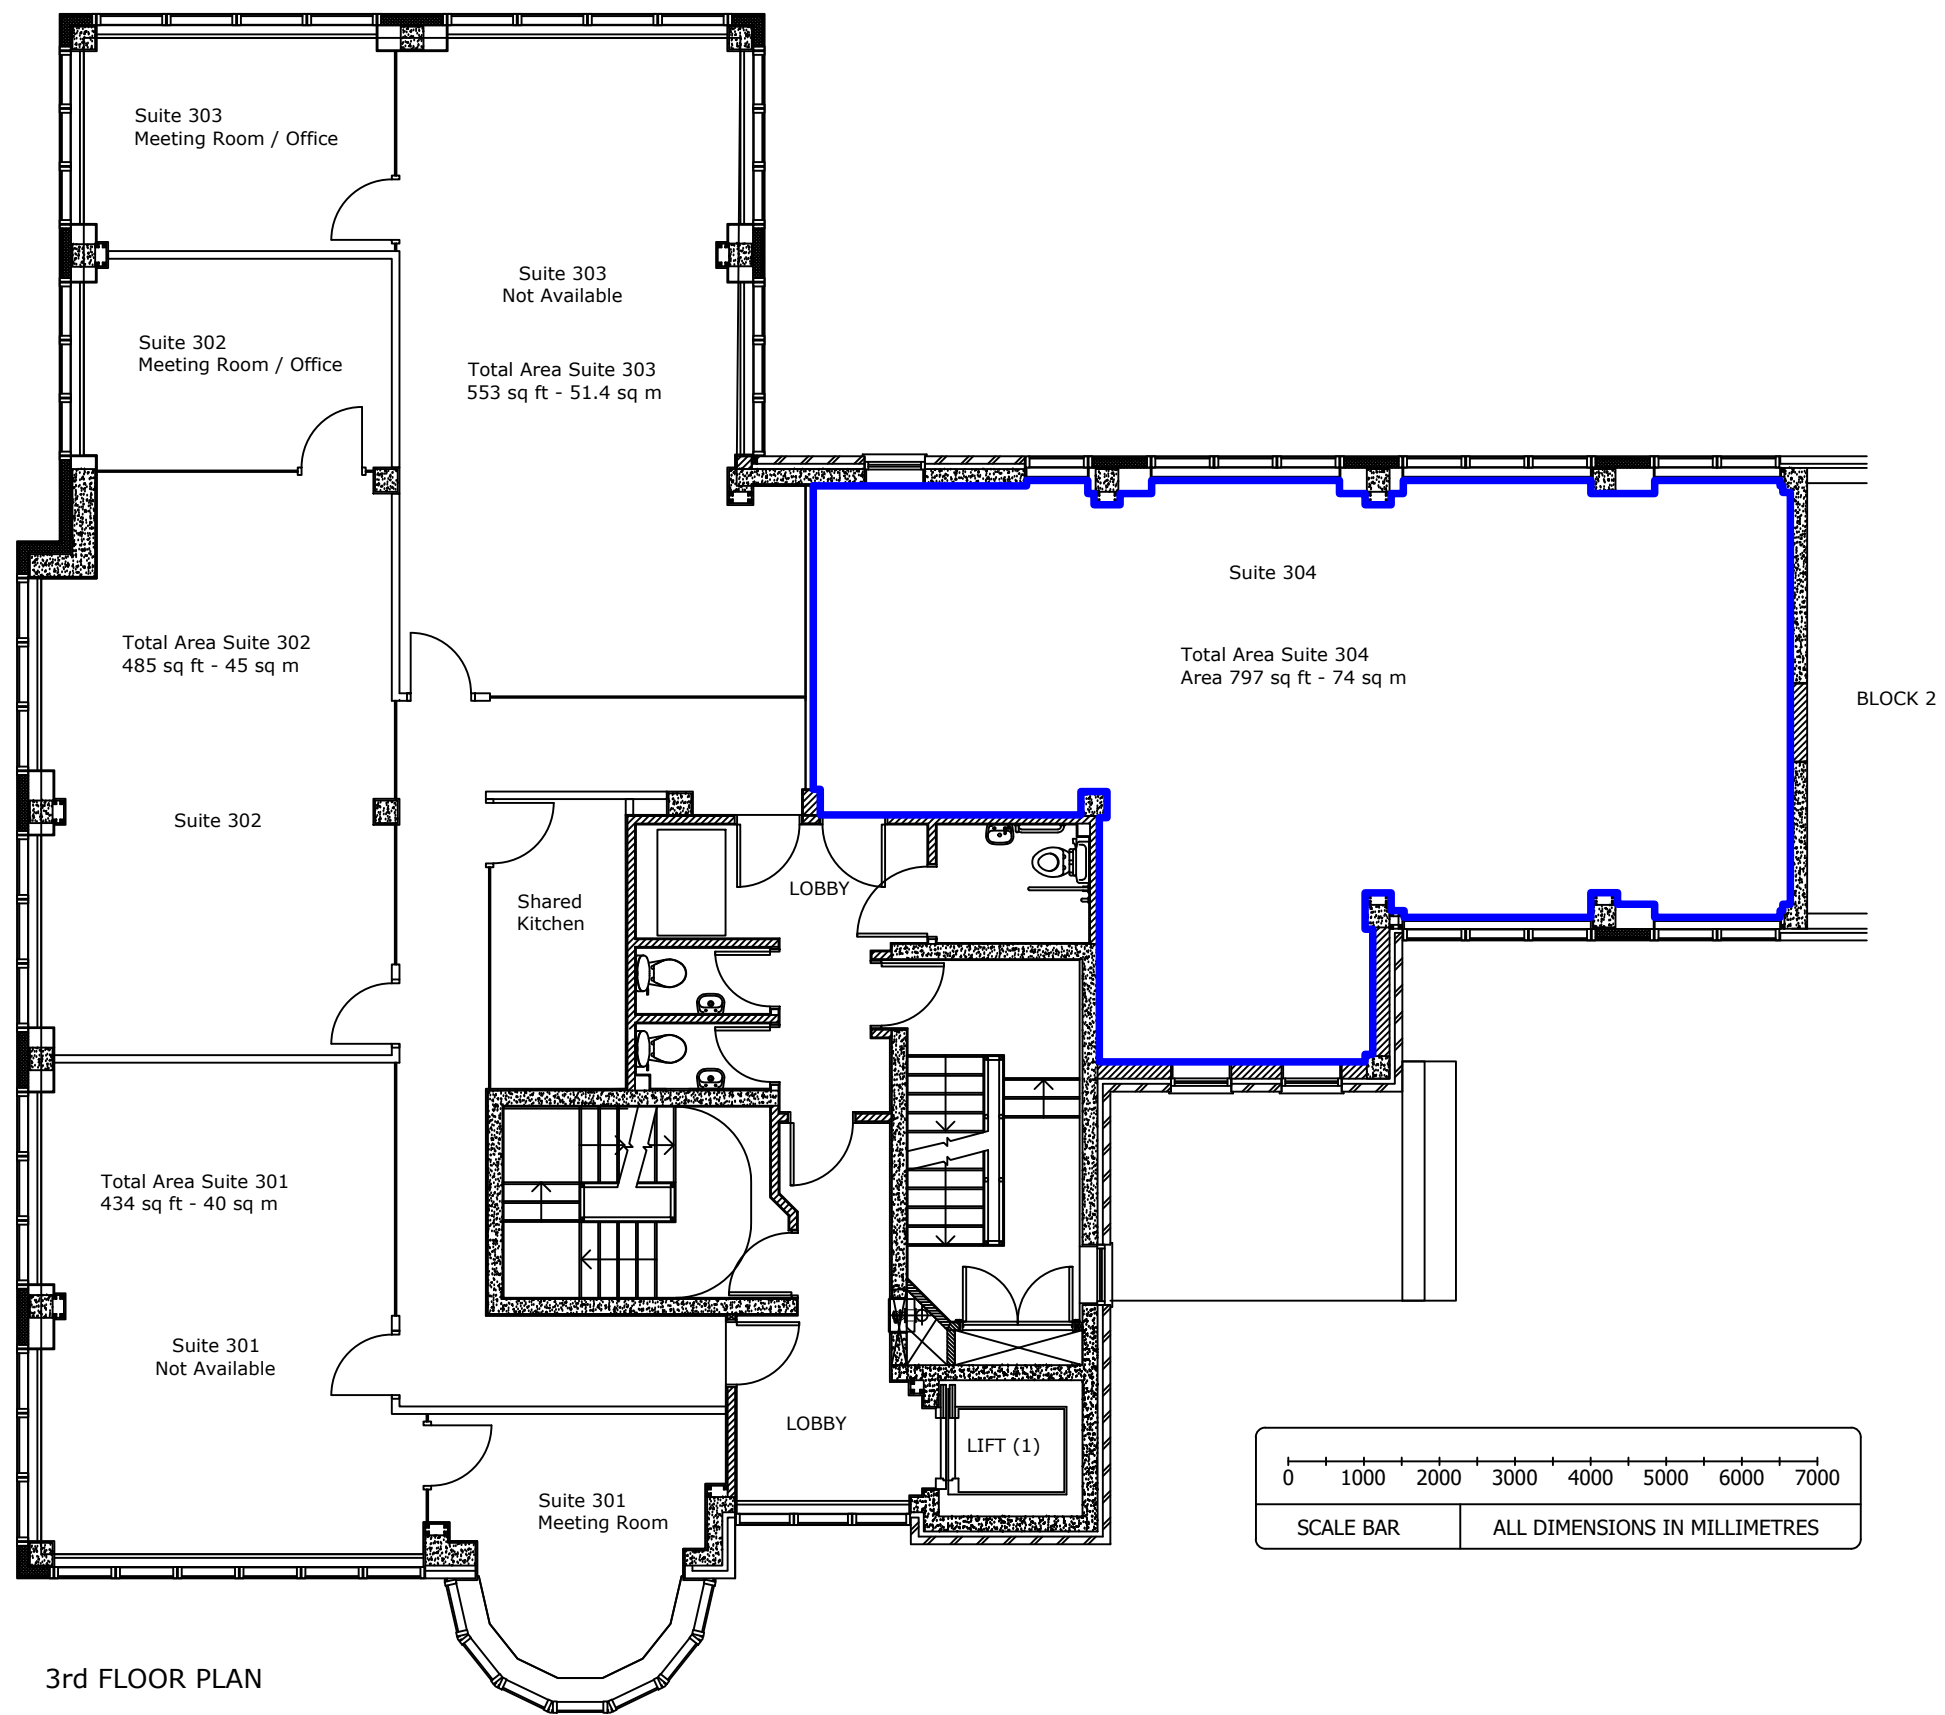 Suite 303
Meeting Room / Office
Suite 303
Not Available
Suite 302
Meeting Room / Office
Total Area Suite 303
553 sq ft - 51.4 sq m
Suite 304
Total Area Suite 302
485 sq ft - 45 sq m
Total Area Suite 304
Area 797 sq ft - 74 sq m
BLOCK 2
Suite 302
LOBBY
Shared
Kitchen
Total Area Suite 301
434 sq ft - 40 sq m
Suite 301
Not Available
LOBBY
LIFT (1)
Suite 301
Meeting Room
0 1000 2000 3000 4000 5000 6000 7000
SCALE BAR
ALL DIMENSIONS IN MILLIMETRES
3rd FLOOR PLAN